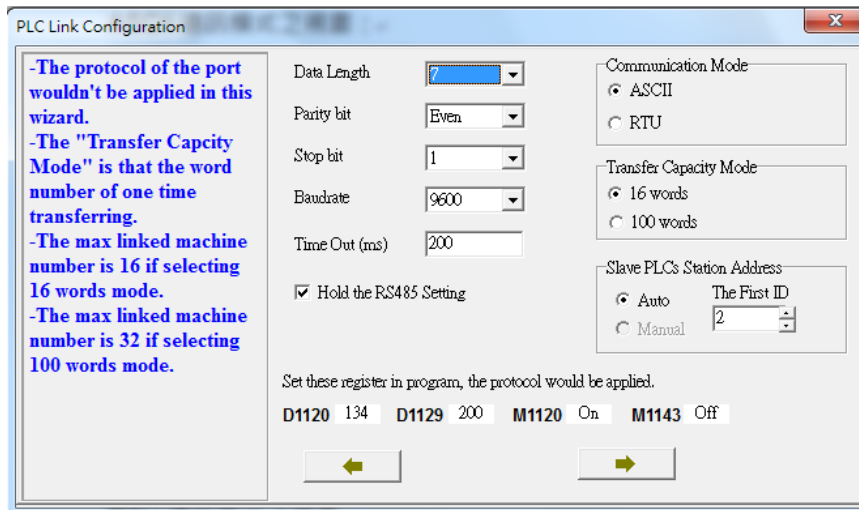 PLC Link Configuration
-The protocol of the port
wouldn't be applied in this
wizard.
-The "Transfer Capcity
Mode" is that the word
number of one time
transferring.
-The max linked machine
number is 16 if selecting
16 words mode.
-The max linked machine
number is 32 if selecting
100 words mode.
Data Length 7
Parity bit Even
Stop bit 1
Baudrate 9600
Time Out (ms) 200
Hold the RS485 Setting
Communication Mode
ASCII
RTU
Transfer Capacity Mode
16 words
100 words
Slave PLCs Station Address
Auto The First ID
Manual 2
Set these register in program, the protocol would be applied.
D1120 134 D1129 200 M1120 On M1143 Off